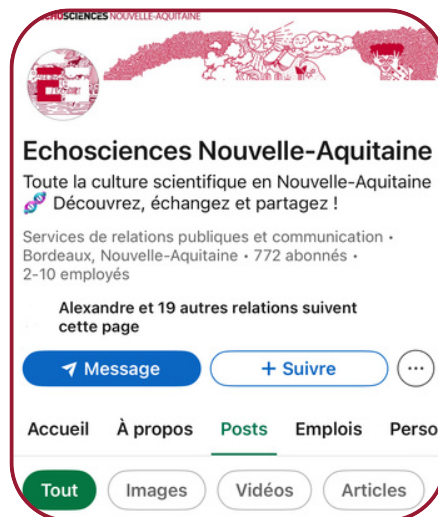 ECHOSCIENCES NOUVELLE-AQUITAINE
Echosciences Nouvelle-Aquitaine
Toute la culture scientifique en Nouvelle-Aquitaine
🧬 Découvrez, échangez et partagez !
Services de relations publiques et communication •
Bordeaux, Nouvelle-Aquitaine • 772 abonnés •
2-10 employés
Alexandre et 19 autres relations suivent
cette page
Message
+ Suivre
Accueil À propos Posts Emplois Perso
Tout Images Vidéos Articles